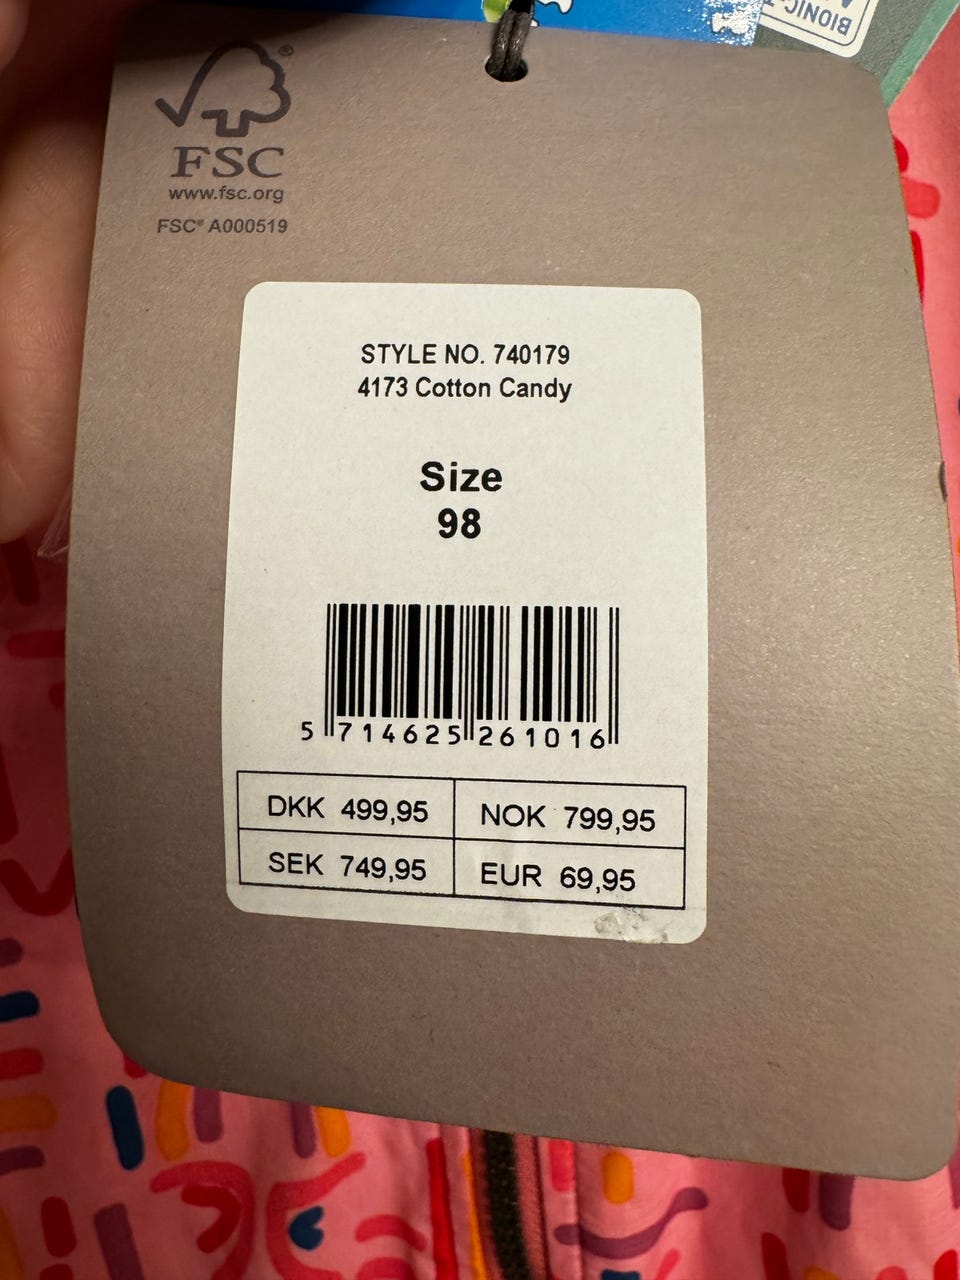 BIONIC
®
FSC
www.fsc.org
FSC® A000519
STYLE NO. 740179
4173 Cotton Candy
Size
98
5 714625 261016
DKK 499,95 NOK 799,95
SEK 749,95 EUR 69,95